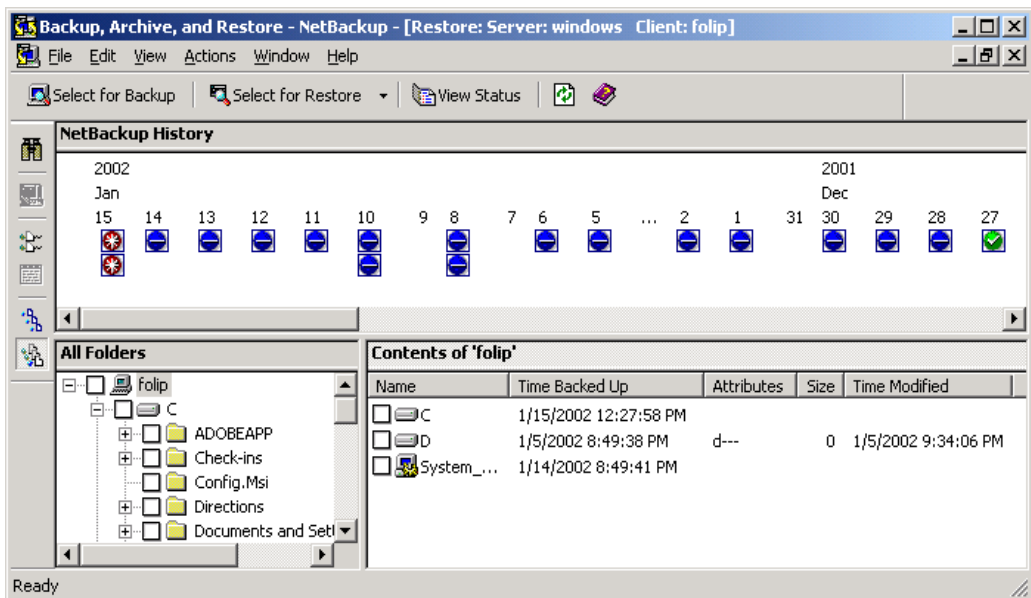 Backup, Archive, and Restore - NetBackup - [Restore: Server: windows Client: folip]
File Edit View Actions Window Help
Select for Backup Select for Restore View Status
NetBackup History
2002 2001
Jan Dec
15 14 13 12 11 10 9 8 7 6 5 ... 2 1 31 30 29 28 27
All Folders
folip
C
ADOBEAPP
Check-ins
Config.Msi
Directions
Documents and Set
Contents of 'folip'
Name Time Backed Up Attributes Size Time Modified
C 1/15/2002 12:27:58 PM
D 1/5/2002 8:49:38 PM d--- 0 1/5/2002 9:34:06 PM
System_... 1/14/2002 8:49:41 PM
Ready